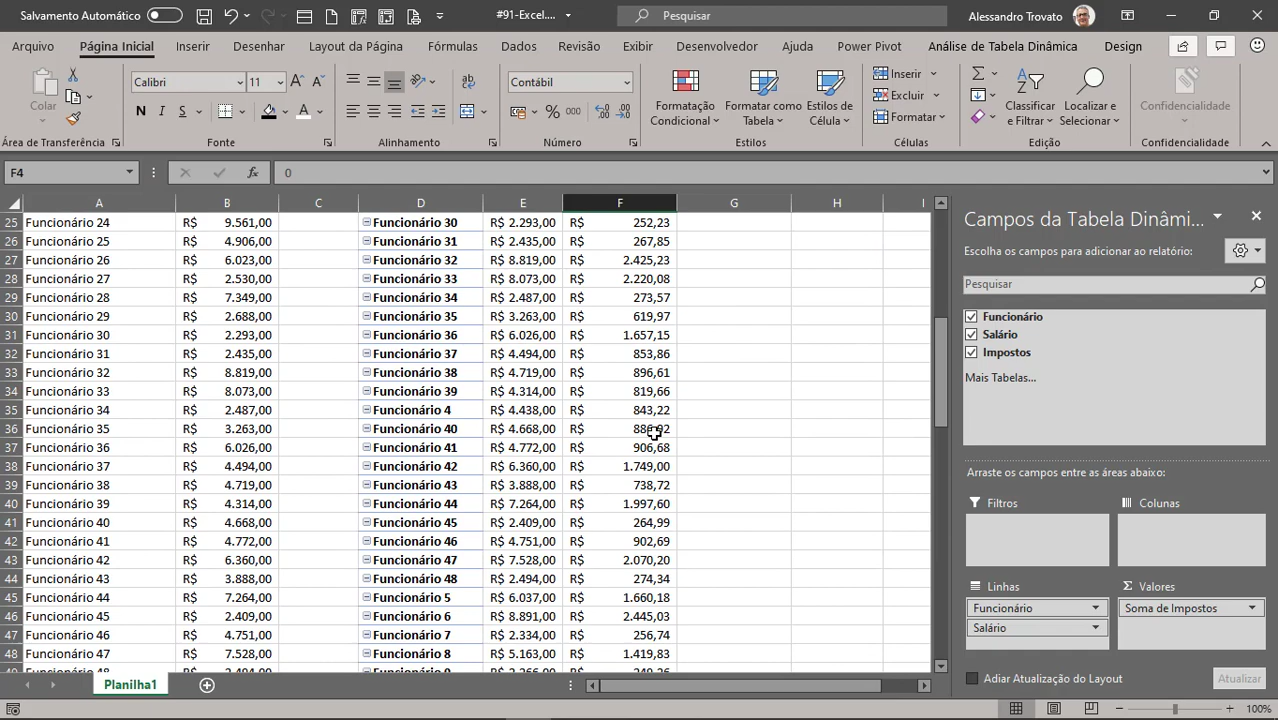 Salvamento Automático #91-Excel.... Pesquisar Alessandro Trovato
Arquivo Página Inicial Inserir Desenhar Layout da Página Fórmulas Dados Revisão Exibir Desenvolvedor Ajuda Power Pivot Análise de Tabela Dinâmica Design
Colar Calibri 11 Contábil Formatação Condicional Formatar como Tabela Estilos de Célula Inserir Excluir Formatar Classificar e Filtrar Localizar e Selecionar Confidencialidade
N I S A % 000
Área de Transferência Fonte Alinhamento Número Estilos Células Edição Confidencialidade
F4 fx 0
A B C D E F G H I
25 Funcionário 24 R$ 9.561,00 Funcionário 30 R$ 2.293,00 R$ 252,23
26 Funcionário 25 R$ 4.906,00 Funcionário 31 R$ 2.435,00 R$ 267,85
27 Funcionário 26 R$ 6.023,00 Funcionário 32 R$ 8.819,00 R$ 2.425,23
28 Funcionário 27 R$ 2.530,00 Funcionário 33 R$ 8.073,00 R$ 2.220,08
29 Funcionário 28 R$ 7.349,00 Funcionário 34 R$ 2.487,00 R$ 273,57
30 Funcionário 29 R$ 2.688,00 Funcionário 35 R$ 3.263,00 R$ 619,97
31 Funcionário 30 R$ 2.293,00 Funcionário 36 R$ 6.026,00 R$ 1.657,15
32 Funcionário 31 R$ 2.435,00 Funcionário 37 R$ 4.494,00 R$ 853,86
33 Funcionário 32 R$ 8.819,00 Funcionário 38 R$ 4.719,00 R$ 896,61
34 Funcionário 33 R$ 8.073,00 Funcionário 39 R$ 4.314,00 R$ 819,66
35 Funcionário 34 R$ 2.487,00 Funcionário 4 R$ 4.438,00 R$ 843,22
36 Funcionário 35 R$ 3.263,00 Funcionário 40 R$ 4.668,00 R$ 886,92
37 Funcionário 36 R$ 6.026,00 Funcionário 41 R$ 4.772,00 R$ 906,68
38 Funcionário 37 R$ 4.494,00 Funcionário 42 R$ 6.360,00 R$ 1.749,00
39 Funcionário 38 R$ 4.719,00 Funcionário 43 R$ 3.888,00 R$ 738,72
40 Funcionário 39 R$ 4.314,00 Funcionário 44 R$ 7.264,00 R$ 1.997,60
41 Funcionário 40 R$ 4.668,00 Funcionário 45 R$ 2.409,00 R$ 264,99
42 Funcionário 41 R$ 4.772,00 Funcionário 46 R$ 4.751,00 R$ 902,69
43 Funcionário 42 R$ 6.360,00 Funcionário 47 R$ 7.528,00 R$ 2.070,20
44 Funcionário 43 R$ 3.888,00 Funcionário 48 R$ 2.494,00 R$ 274,34
45 Funcionário 44 R$ 7.264,00 Funcionário 5 R$ 6.037,00 R$ 1.660,18
46 Funcionário 45 R$ 2.409,00 Funcionário 6 R$ 8.891,00 R$ 2.445,03
47 Funcionário 46 R$ 4.751,00 Funcionário 7 R$ 2.334,00 R$ 256,74
48 Funcionário 47 R$ 7.528,00 Funcionário 8 R$ 5.163,00 R$ 1.419,83
Campos da Tabela Dinâmi...
Escolha os campos para adicionar ao relatório:
Pesquisar
Funcionário
Salário
Impostos
Mais Tabelas...
Arraste os campos entre as áreas abaixo:
Filtros Colunas
Linhas Σ Valores
Funcionário Soma de Impostos
Salário
Adiar Atualização do Layout Atualizar
Planilha1
100%